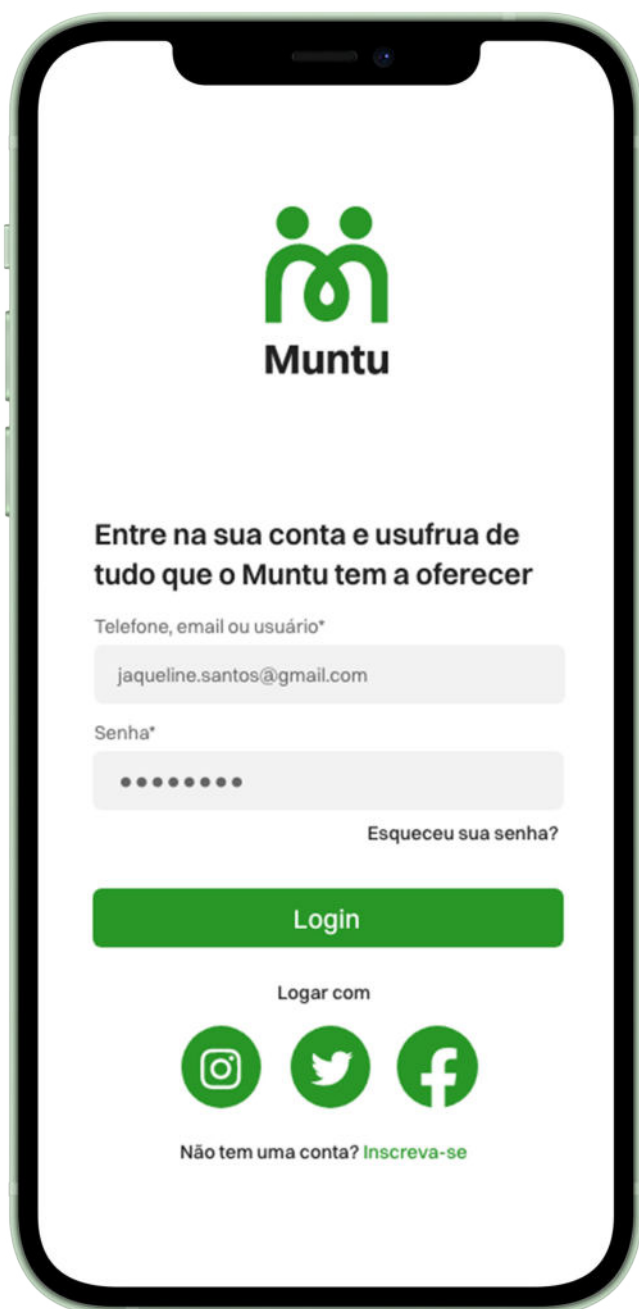 Muntu
Entre na sua conta e usufrua de
tudo que o Muntu tem a oferecer
Telefone, email ou usuário*
jaqueline.santos@gmail.com
Senha*
●●●●●●●●
Esqueceu sua senha?
Login
Logar com
Não tem uma conta? Inscreva-se